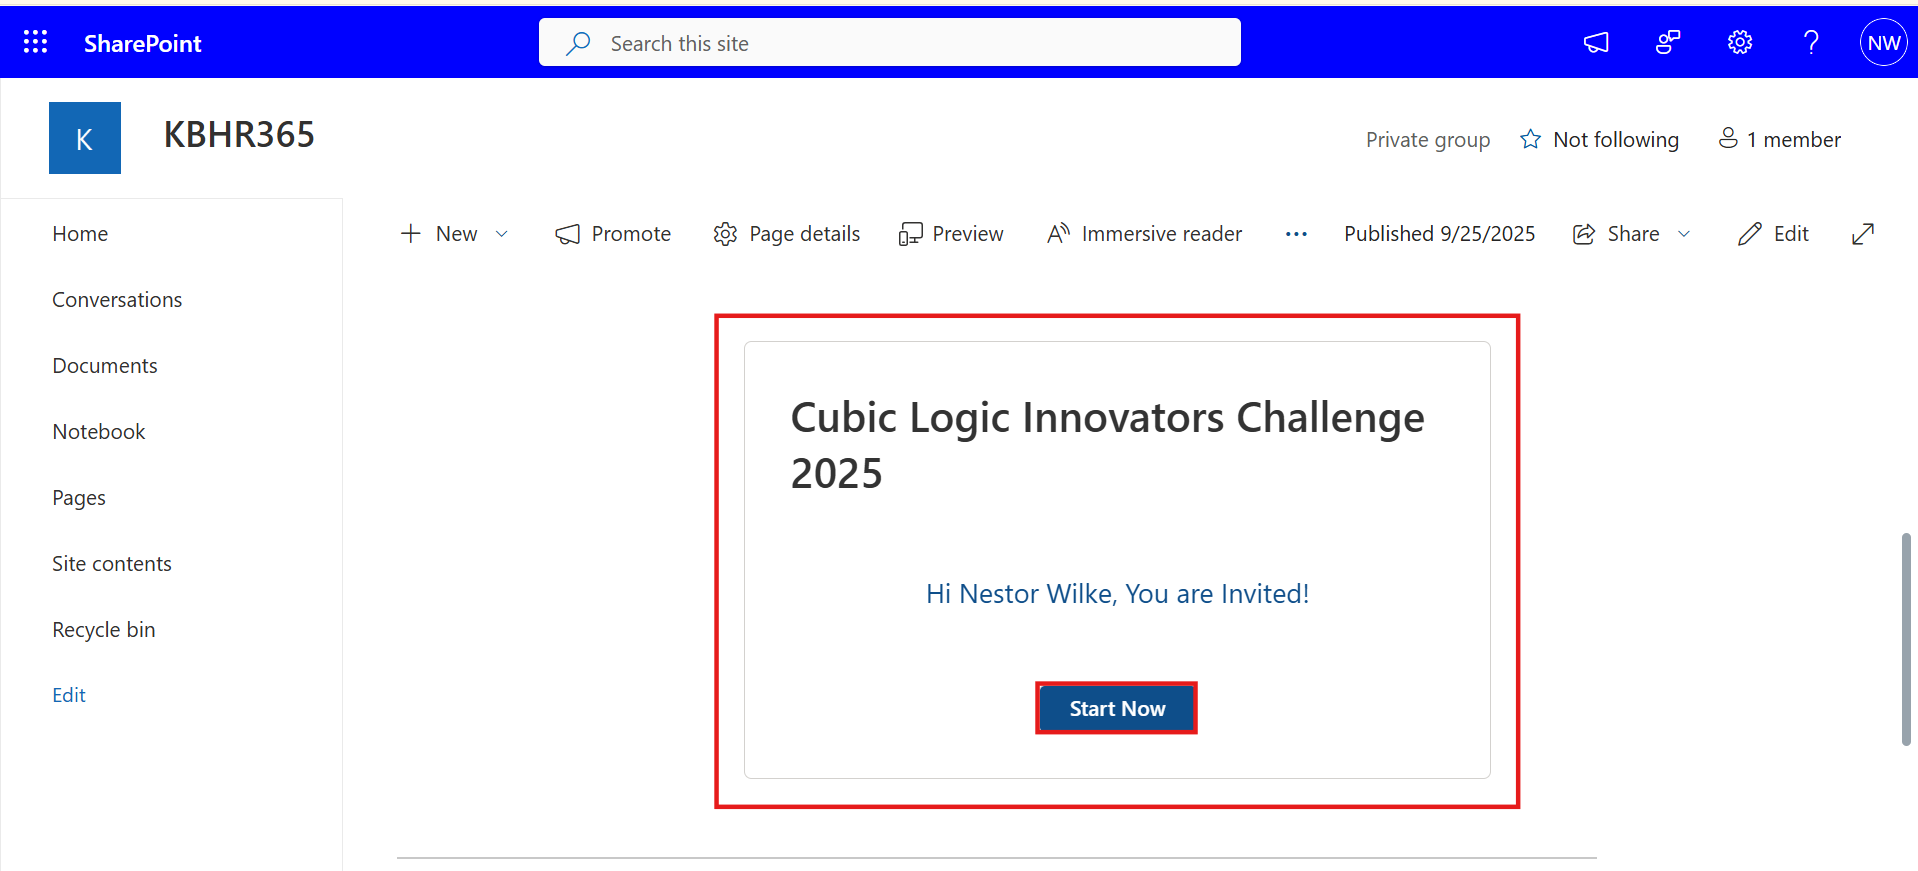 SharePoint
Search this site
NW
K
KBHR365
Private group
Not following
1 member
Home
Conversations
Documents
Notebook
Pages
Site contents
Recycle bin
Edit
New
Promote
Page details
Preview
Immersive reader
Published 9/25/2025
Share
Edit
Cubic Logic Innovators Challenge
2025
Hi Nestor Wilke, You are Invited!
Start Now